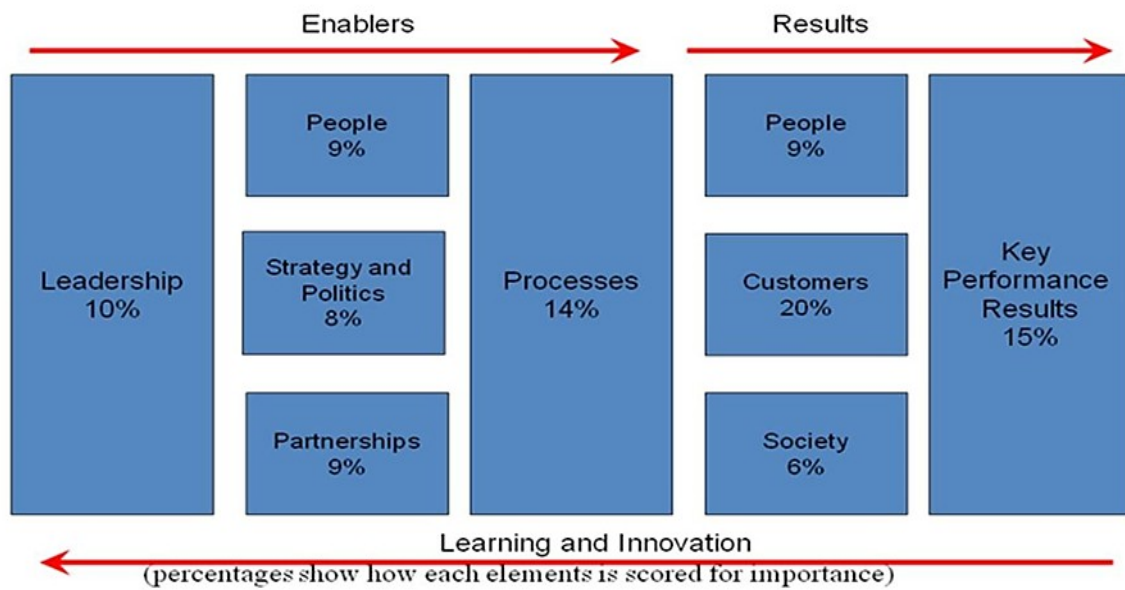 Enablers
Results
Leadership
10%
People
9%
Strategy and
Politics
8%
Partnerships
9%
Processes
14%
People
9%
Customers
20%
Society
6%
Key
Performance
Results
15%
Learning and Innovation
(percentages show how each elements is scored for importance)